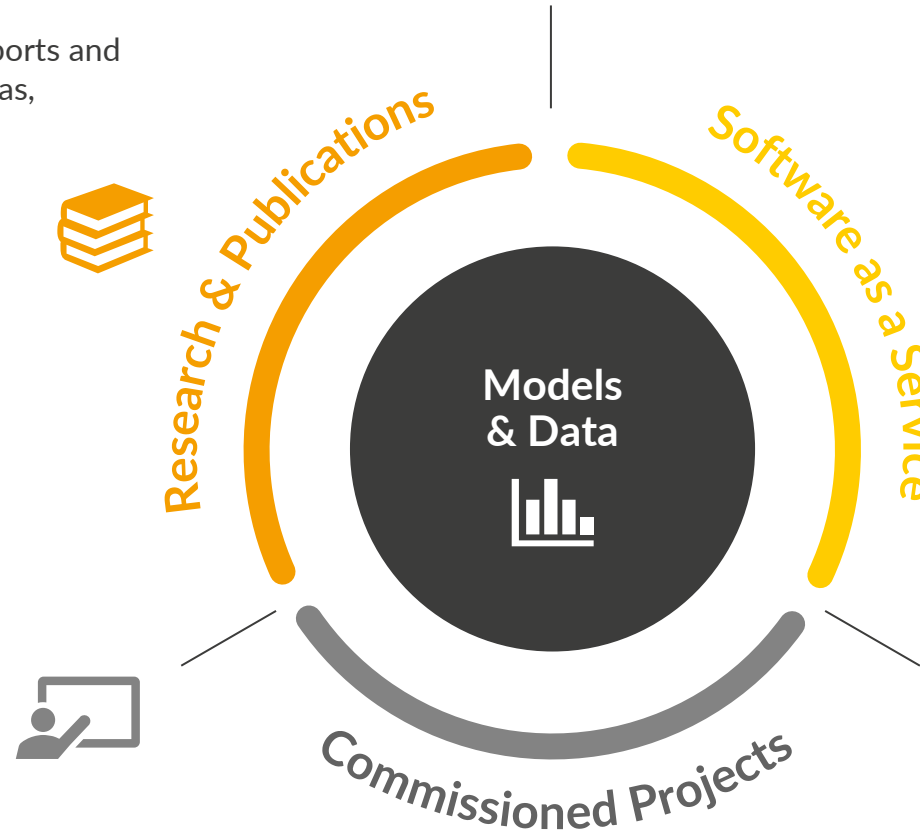 ports and
as,
Research & Publications
Software as a Service
Models
& Data
Commissioned Projects